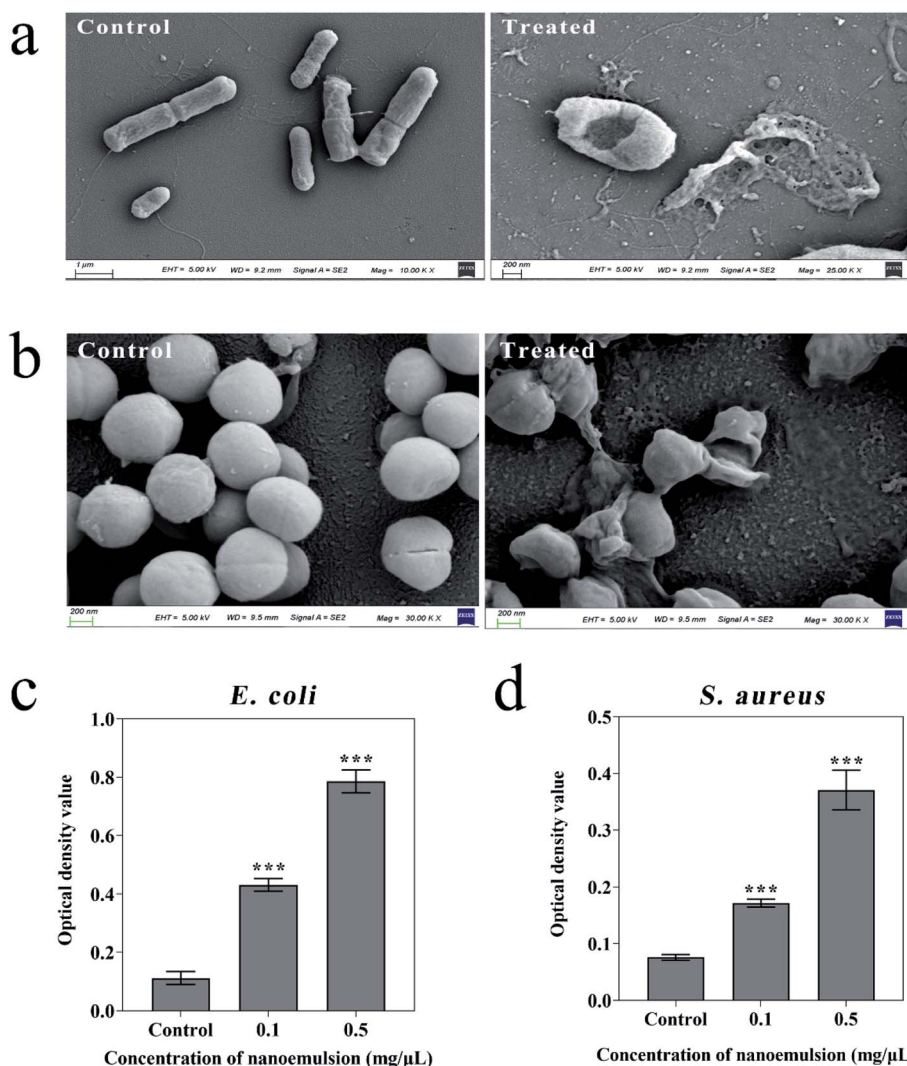 a
Control
Treated
1 µm
EHT = 5.00 kV WD = 9.2 mm Signal A = SE2 Mag = 10.00 K X ZEISS
200 nm
EHT = 5.00 kV WD = 9.2 mm Signal A = SE2 Mag = 25.00 K X ZEISS
b
Control
Treated
200 nm
EHT = 5.00 kV WD = 9.5 mm Signal A = SE2 Mag = 30.00 K X ZEISS
200 nm
EHT = 5.00 kV WD = 9.5 mm Signal A = SE2 Mag = 30.00 K X ZEISS
c
E. coli
Optical density value
1.0
0.8
0.6
0.4
0.2
0.0
***
***
Control 0.1 0.5
Concentration of nanoemulsion (mg/µL)
d
S. aureus
Optical density value
0.5
0.4
0.3
0.2
0.1
0.0
***
***
Control 0.1 0.5
Concentration of nanoemulsion (mg/µL